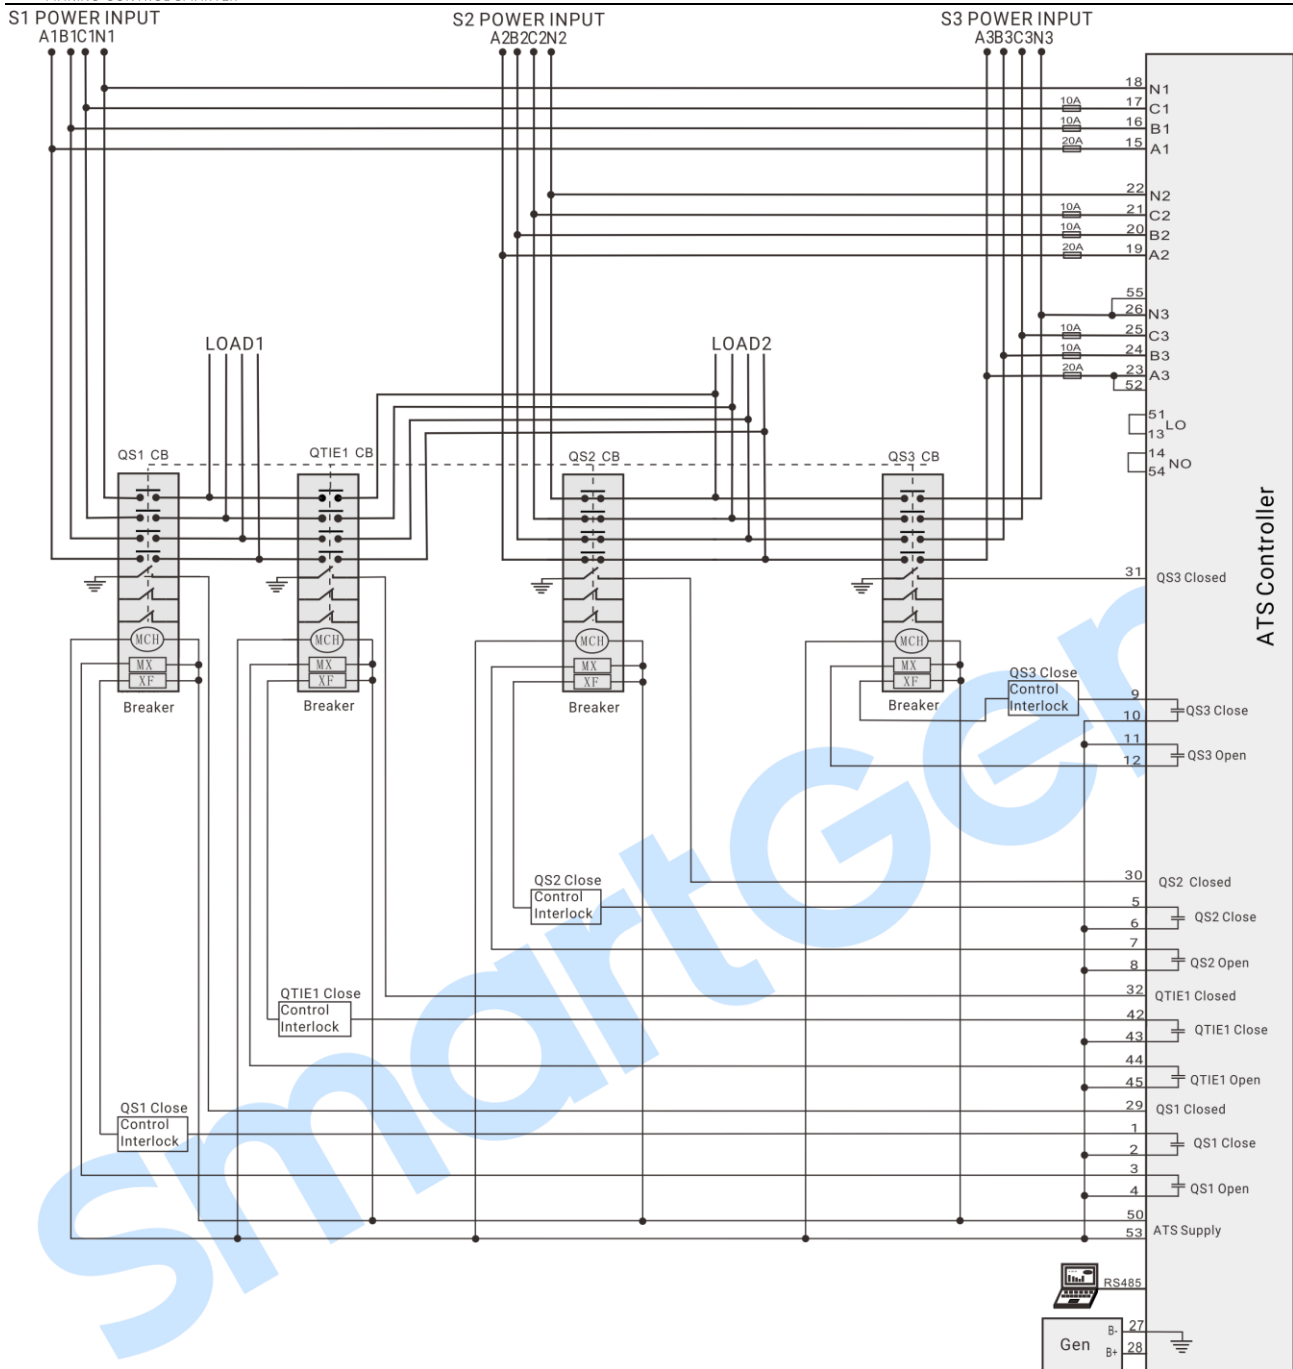 S1 POWER INPUT
A1B1C1N1
S2 POWER INPUT
A2B2C2N2
S3 POWER INPUT
A3B3C3N3
18 N1
10A 17 C1
10A 16 B1
20A 15 A1
22 N2
10A 21 C2
10A 20 B2
20A 19 A2
55
26 N3
10A 25 C3
10A 24 B3
20A 23 A3
52
LOAD1
LOAD2
51
LO
13
14
NO
54
QS1 CB
QTIE1 CB
QS2 CB
QS3 CB
ATS Controller
31 QS3 Closed
MCH
MX
XF
Breaker
MCH
MX
XF
Breaker
MCH
MX
XF
Breaker
MCH
MX
XF
Breaker
QS3 Close
Control
Interlock
9
QS3 Close
10
11
QS3 Open
12
30 QS2 Closed
QS2 Close
Control
Interlock
5
QS2 Close
6
7
QS2 Open
8
32 QTIE1 Closed
QTIE1 Close
Control
Interlock
42
QTIE1 Close
43
44
QTIE1 Open
45
29 QS1 Closed
QS1 Close
Control
Interlock
1
QS1 Close
2
3
QS1 Open
4
50
ATS Supply
53
RS485
Gen
B- 27
B+ 28
SmartGen